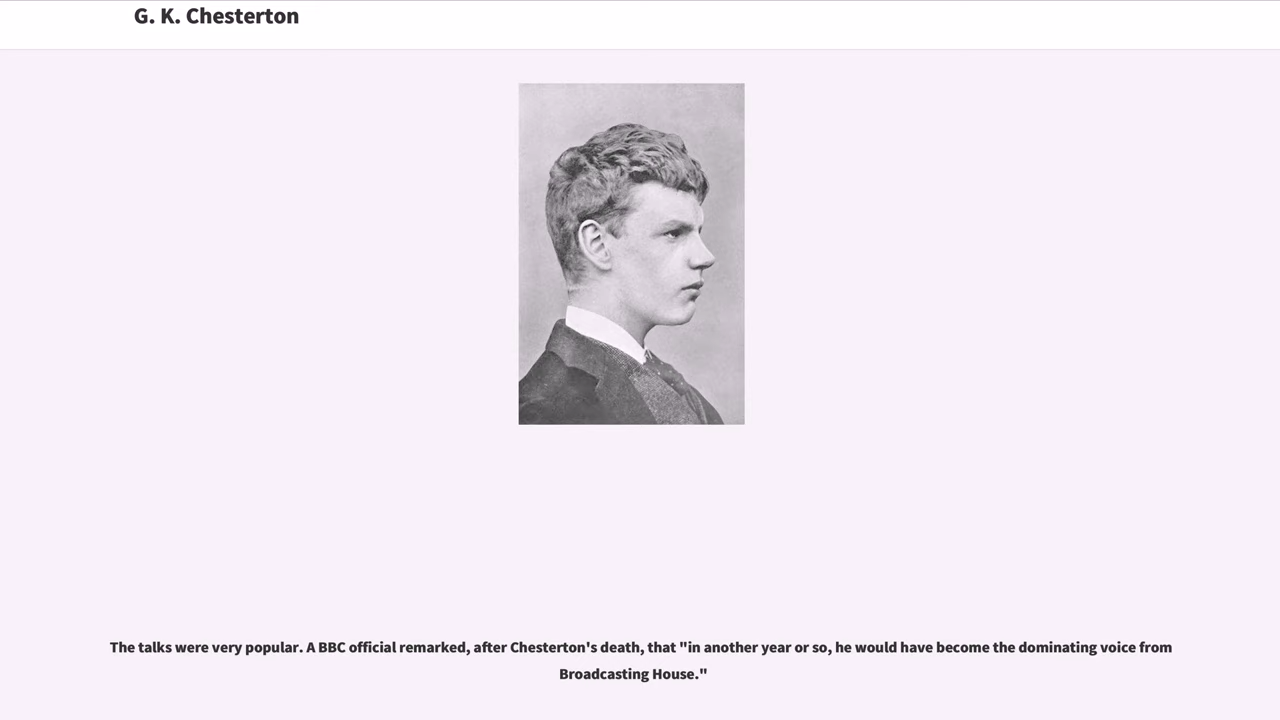 G. K. Chesterton
The talks were very popular. A BBC official remarked, after Chesterton's death, that "in another year or so, he would have become the dominating voice from
Broadcasting House."